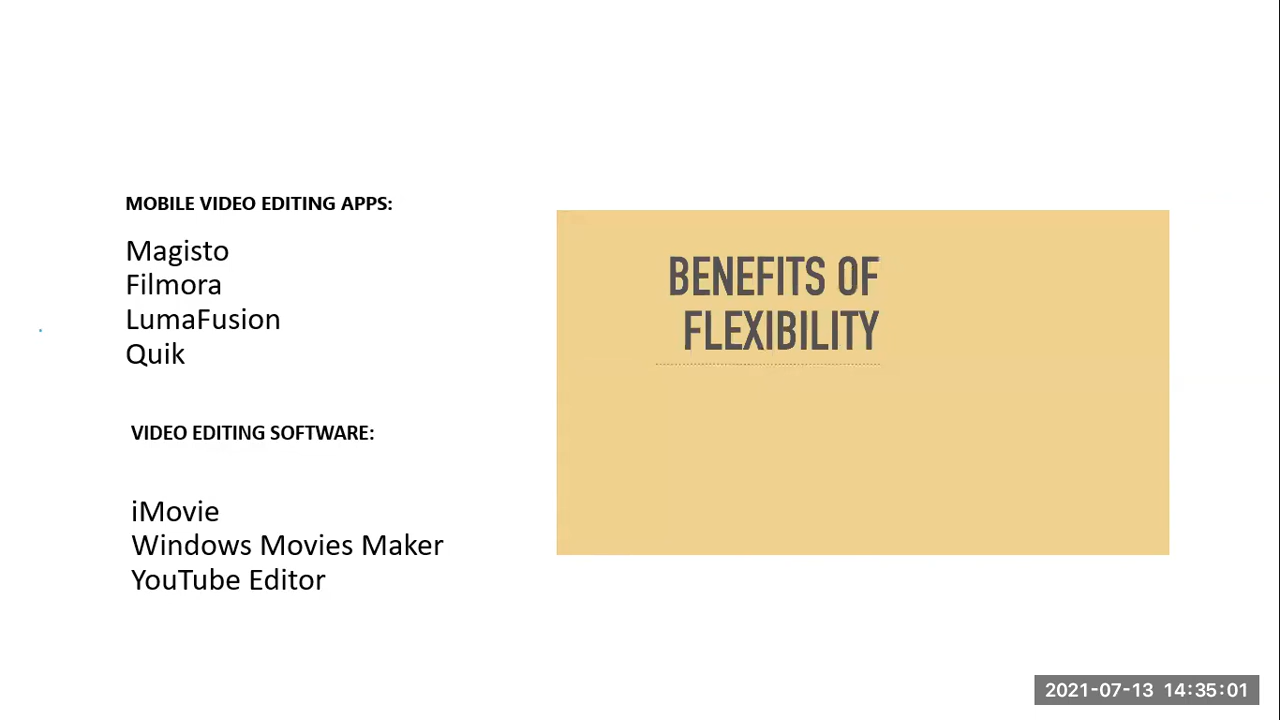 MOBILE VIDEO EDITING APPS:
Magisto
Filmora
LumaFusion
Quik
VIDEO EDITING SOFTWARE:
iMovie
Windows Movies Maker
YouTube Editor
BENEFITS OF
FLEXIBILITY
2021-07-13 14:35:01